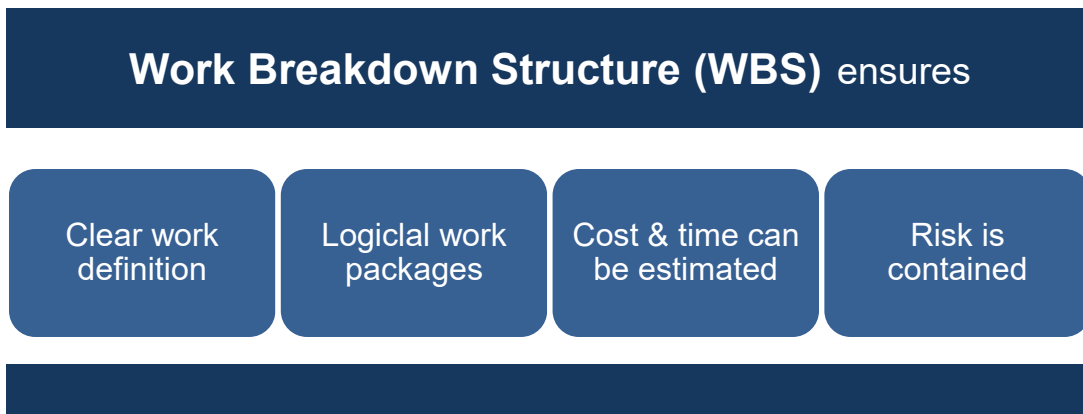 Work Breakdown Structure (WBS) ensures
Clear work
definition
Logiclal work
packages
Cost & time can
be estimated
Risk is
contained